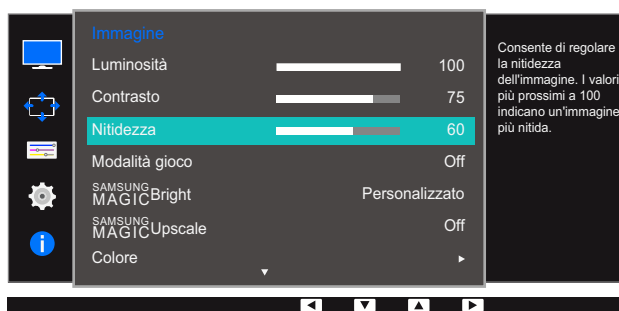 Immagine
Luminosità 100
Contrasto 75
Nitidezza 60
Modalità gioco Off
SAMSUNG MAGICBright Personalizzato
SAMSUNG MAGICUpscale Off
Colore
Consente di regolare
la nitidezza
dell'immagine. I valori
più prossimi a 100
indicano un'immagine
più nitida.